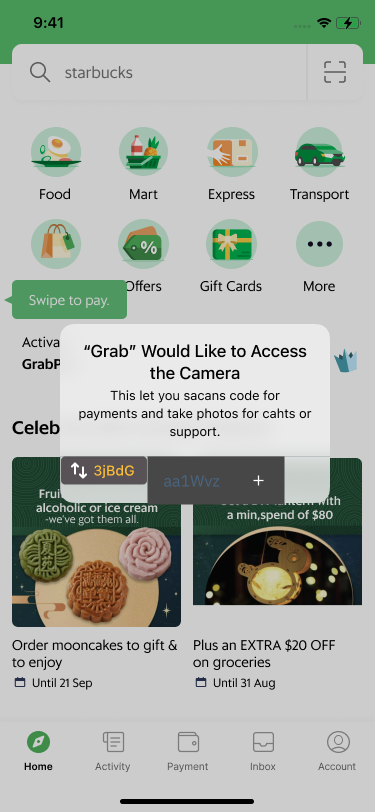 9:41
starbucks
Food
Mart
Express
Transport
Offers
Gift Cards
More
Swipe to pay.
Activa
GrabP
“Grab” Would Like to Access
the Camera
This let you sacans code for
payments and take photos for cahts or
support.
Celeb
3jBdG
aa1Wvz
+
alcoholic or ice cream
-we've got them all.
with
a min,spend of $80
Order mooncakes to gift &
to enjoy
Until 21 Sep
Plus an EXTRA $20 OFF
on groceries
Until 31 Aug
Home
Activity
Payment
Inbox
Account